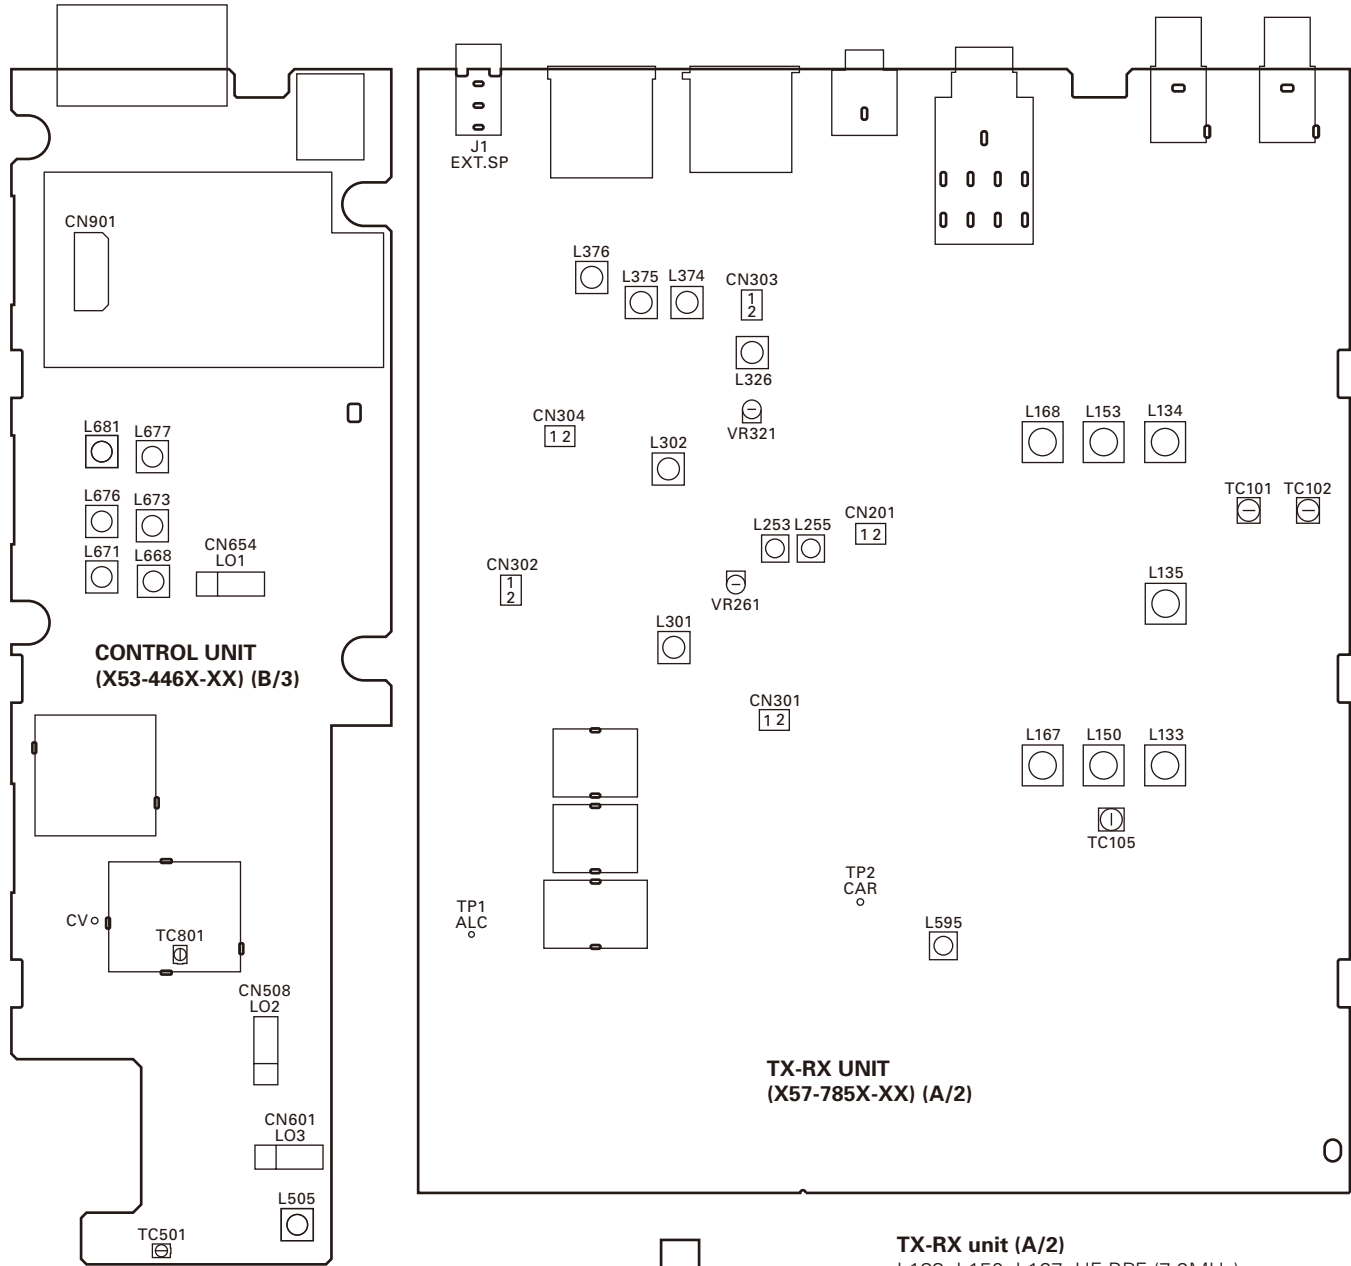 J1
EXT.SP
CN901
L376
L375 L374
CN303
1
2
L326
VR321
CN304
1 2
L302
L168 L153 L134
L681 L677
TC101 TC102
L676 L673
CN201
1 2
L253 L255
CN654
LO1
L671 L668
CN302
1
2
VR261
L135
L301
CONTROL UNIT
(X53-446X-XX) (B/3)
CN301
1 2
L167 L150 L133
TC105
TP2
CAR
TP1
ALC
CV
TC801
L595
CN508
LO2
TX-RX UNIT
(X57-785X-XX) (A/2)
CN601
LO3
L505
TC501
TX-RX unit (A/2)